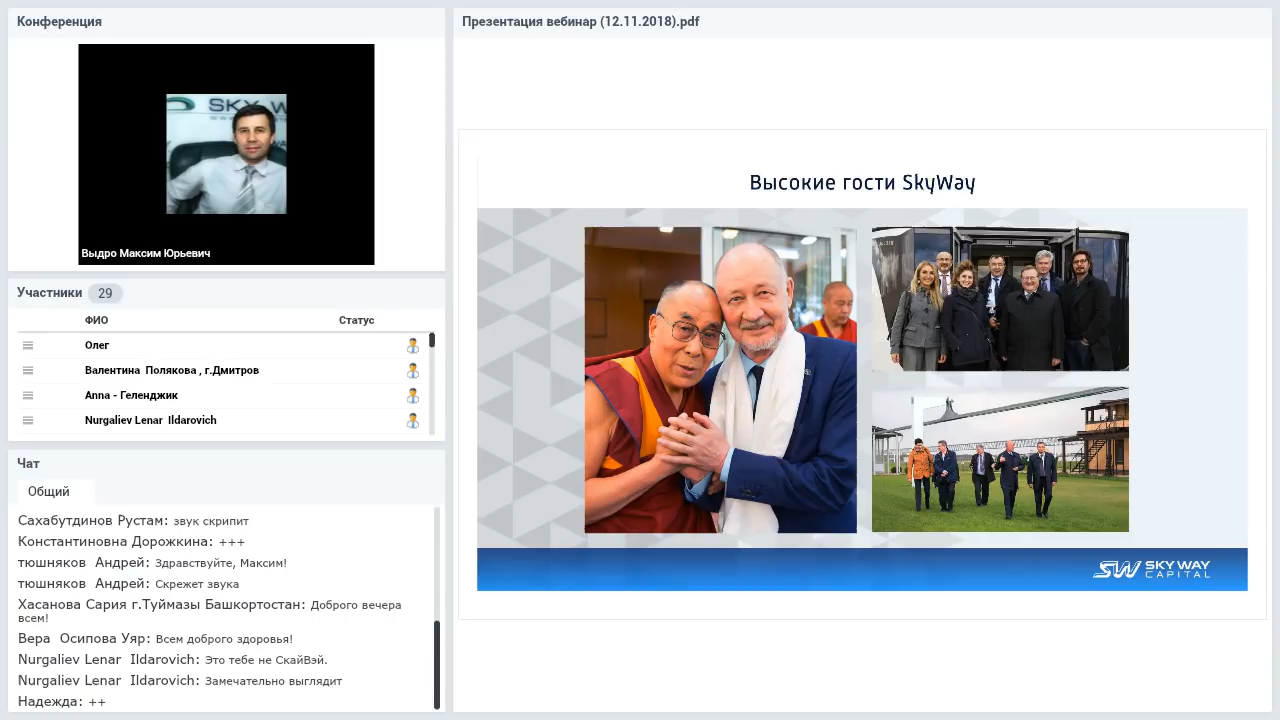 Конференция
SKY W
Выдро Максим Юрьевич
Участники 29
ФИО Статус
Олег
Валентина Полякова , г.Дмитров
Anna - Геленджик
Nurgaliev Lenar Ildarovich
Чат
Общий
Сахабутдинов Рустам: звук скрипит
Константиновна Дорожкина: +++
тюшняков Андрей: Здравствуйте, Максим!
тюшняков Андрей: Скрежет звука
Хасанова Сария г.Туймазы Башкортостан: Доброго вечера
всем!
Вера Осипова Уяр: Всем доброго здоровья!
Nurgaliev Lenar Ildarovich: Это тебе не СкайВэй.
Nurgaliev Lenar Ildarovich: Замечательно выглядит
Надежда: ++
Презентация вебинар (12.11.2018).pdf
Высокие гости SkyWay
SW SKY WAY
CAPITAL